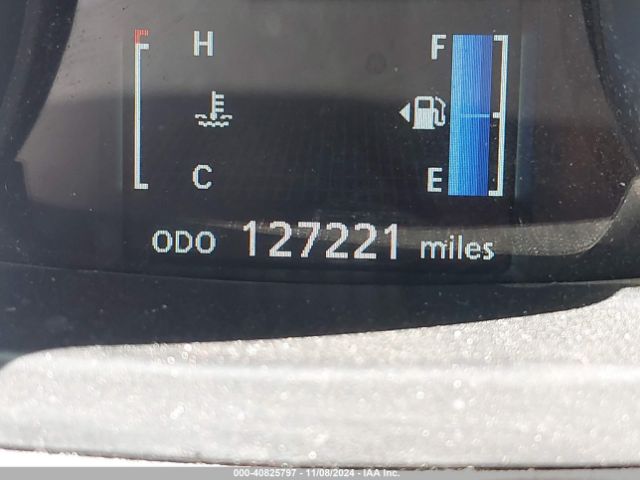 H F
C E
ODO 127221 miles
000-40825797 - 11/08/2024 - IAA Inc.